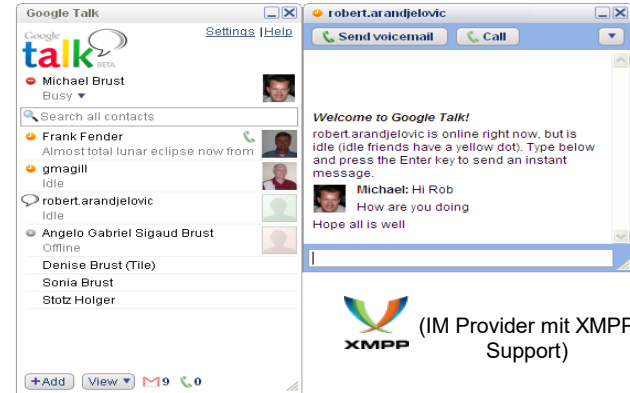 Google Talk
Settings | Help
Google
talk
BETA
Michael Brust
Busy ▼
Search all contacts
Frank Fender
Almost total lunar eclipse now from
gmagill
Idle
robert.arandjelovic
Idle
Angelo Gabriel Sigaud Brust
Offline
Denise Brust (Tile)
Sonia Brust
Stotz Holger
+Add View ▼ 9 0
robert.arandjelovic
Send voicemail Call ▼
Welcome to Google Talk!
robert.arandjelovic is online right now, but is
idle (idle friends have a yellow dot). Type below
and press the Enter key to send an instant
message.
Michael: Hi Rob
How are you doing
Hope all is well
XMPP
(IM Provider mit XMPP
Support)